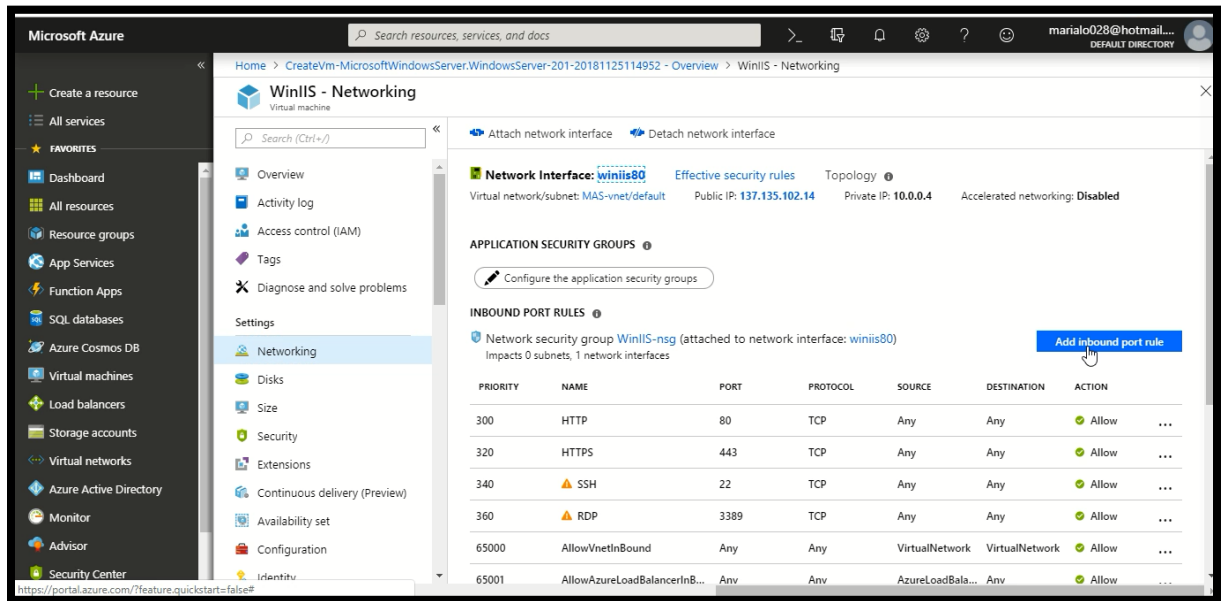 Microsoft Azure
Search resources, services, and docs
marialo028@hotmail....
DEFAULT DIRECTORY
Create a resource
All services
FAVORITES
Dashboard
All resources
Resource groups
App Services
Function Apps
SQL databases
Azure Cosmos DB
Virtual machines
Load balancers
Storage accounts
Virtual networks
Azure Active Directory
Monitor
Advisor
Security Center
https://portal.azure.com/?feature.quickstart=false#
Home > CreateVm-MicrosoftWindowsServer.WindowsServer-201-20181125114952 - Overview > WinIIS - Networking
WinIIS - Networking
Virtual machine
Search (Ctrl+/)
Overview
Activity log
Access control (IAM)
Tags
Diagnose and solve problems
Settings
Networking
Disks
Size
Security
Extensions
Continuous delivery (Preview)
Availability set
Configuration
Identity
Attach network interface Detach network interface
Network Interface: winiis80 Effective security rules Topology
Virtual network/subnet: MAS-vnet/default Public IP: 137.135.102.14 Private IP: 10.0.0.4 Accelerated networking: Disabled
APPLICATION SECURITY GROUPS
Configure the application security groups
INBOUND PORT RULES
Network security group WinIIS-nsg (attached to network interface: winiis80)
Impacts 0 subnets, 1 network interfaces
Add inbound port rule
PRIORITY NAME PORT PROTOCOL SOURCE DESTINATION ACTION
300 HTTP 80 TCP Any Any Allow ...
320 HTTPS 443 TCP Any Any Allow ...
340 SSH 22 TCP Any Any Allow ...
360 RDP 3389 TCP Any Any Allow ...
65000 AllowVnetInBound Any Any VirtualNetwork VirtualNetwork Allow ...
65001 AllowAzureLoadBalancerInB... Any Any AzureLoadBala... Any Allow ...